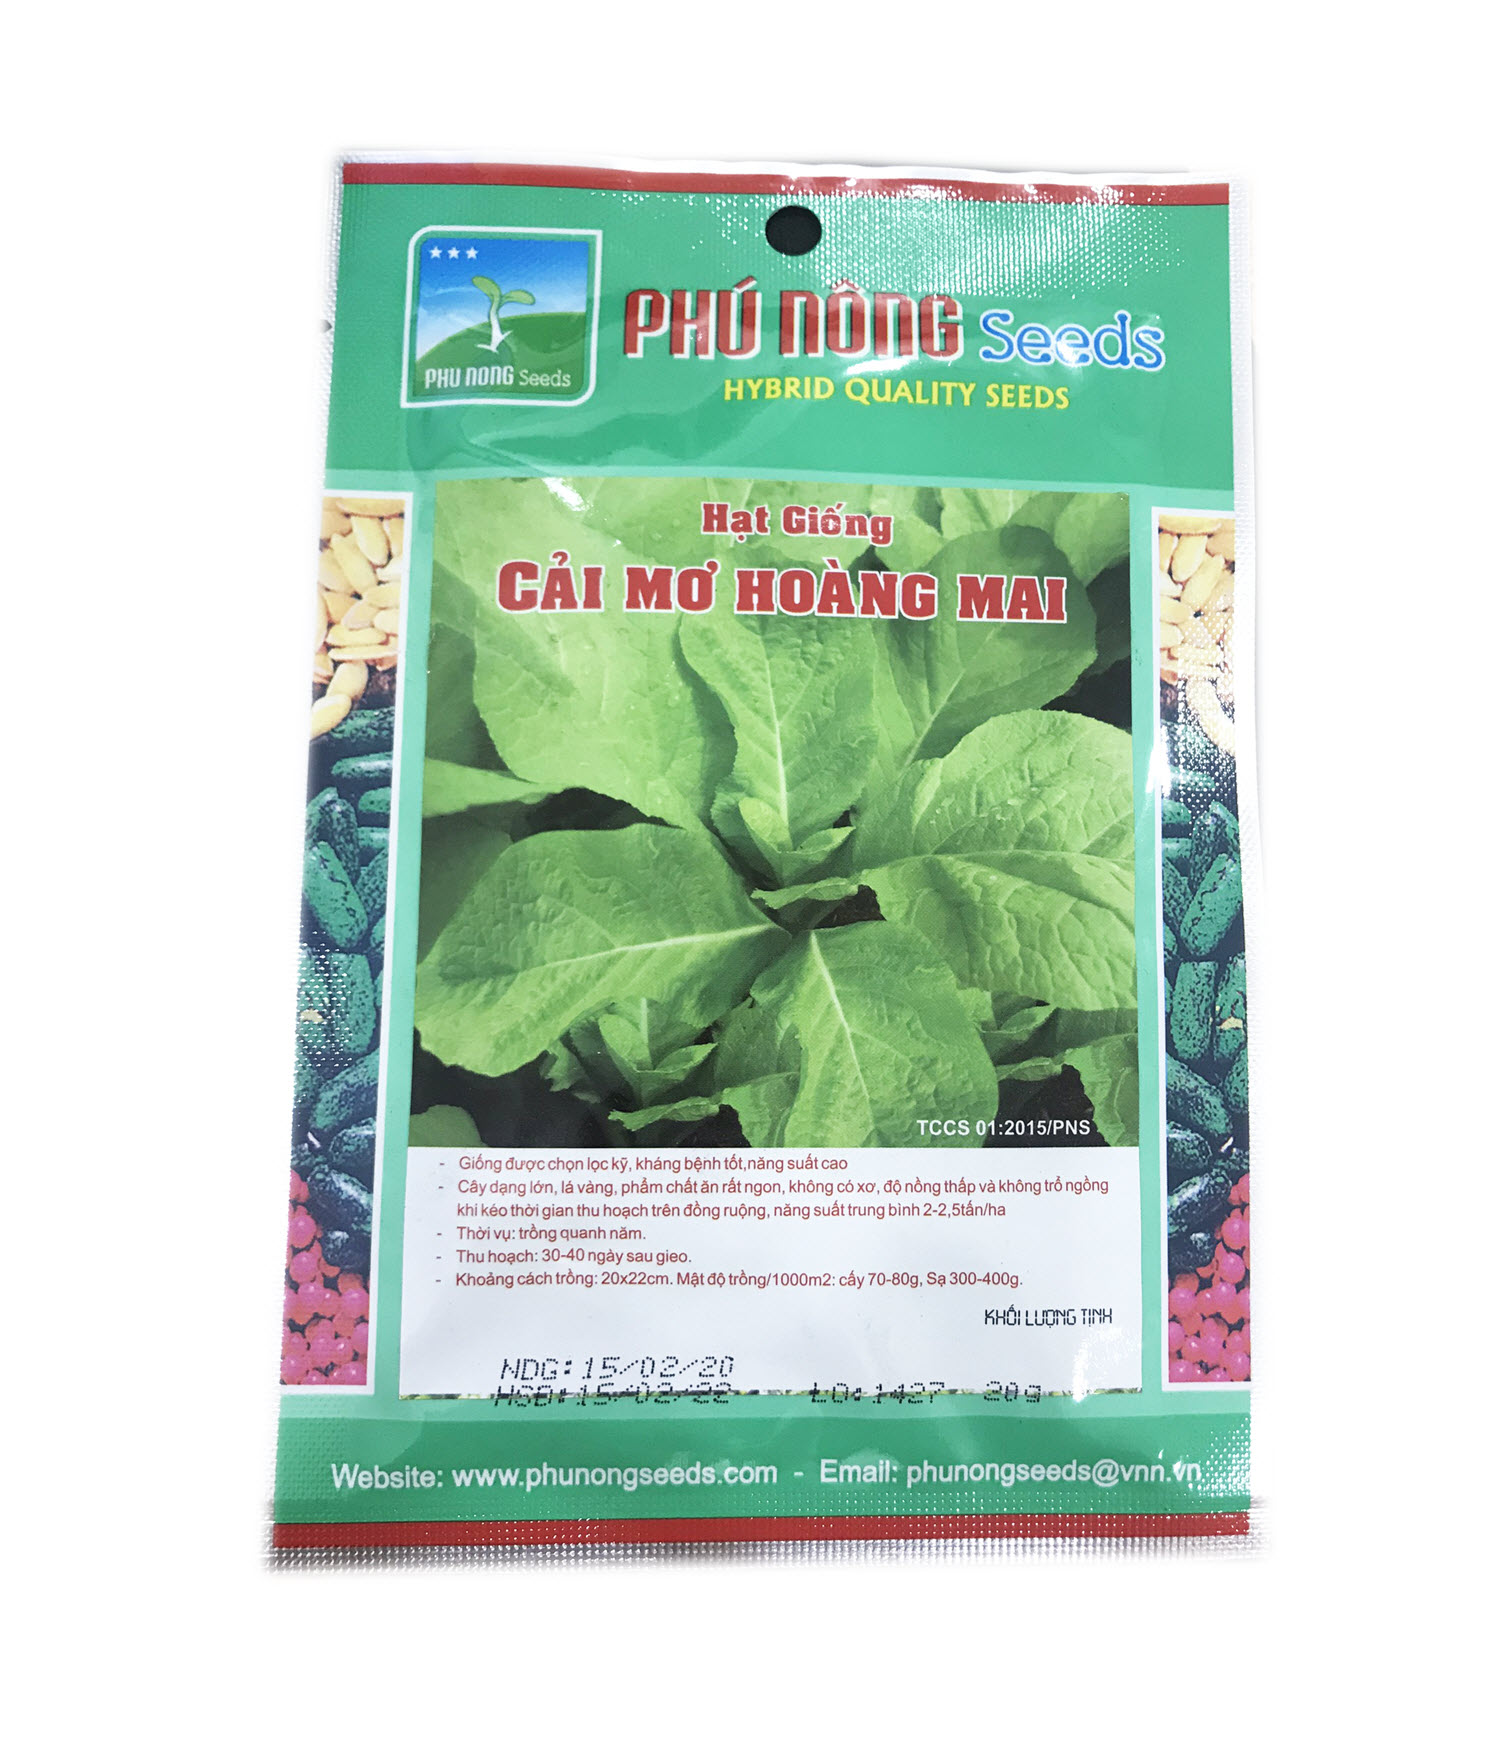 ★★★
PHU NONG Seeds
PHÚ NÔNG Seeds
HYBRID QUALITY SEEDS
Hạt Giống
CẢI MƠ HOÀNG MAI
TCCS 01:2015/PNS
- Giống được chọn lọc kỹ, kháng bệnh tốt,năng suất cao
- Cây dạng lớn, lá vàng, phẩm chất ăn rất ngon, không có xơ, độ nồng thấp và không trổ ngồng
khi kéo thời gian thu hoạch trên đồng ruộng, năng suất trung bình 2-2,5tấn/ha
- Thời vụ: trồng quanh năm.
- Thu hoạch: 30-40 ngày sau gieo.
- Khoảng cách trồng: 20x22cm. Mật độ trồng/1000m2: cấy 70-80g, Sạ 300-400g.
KHỐI LƯỢNG TỊNH
NDG: 15/02/20
HSD: 15/02/22 LO: 1427 20g
Website: www.phunongseeds.com - Email: phunongseeds@vnn.vn